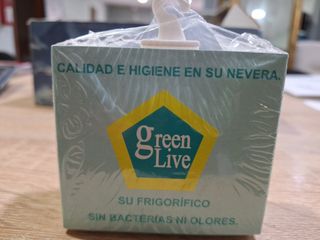 CALIDAD E HIGIENE EN SU NEVERA.
green
Live
SU FRIGORÍFICO
SIN BACTERIAS NI OLORES.